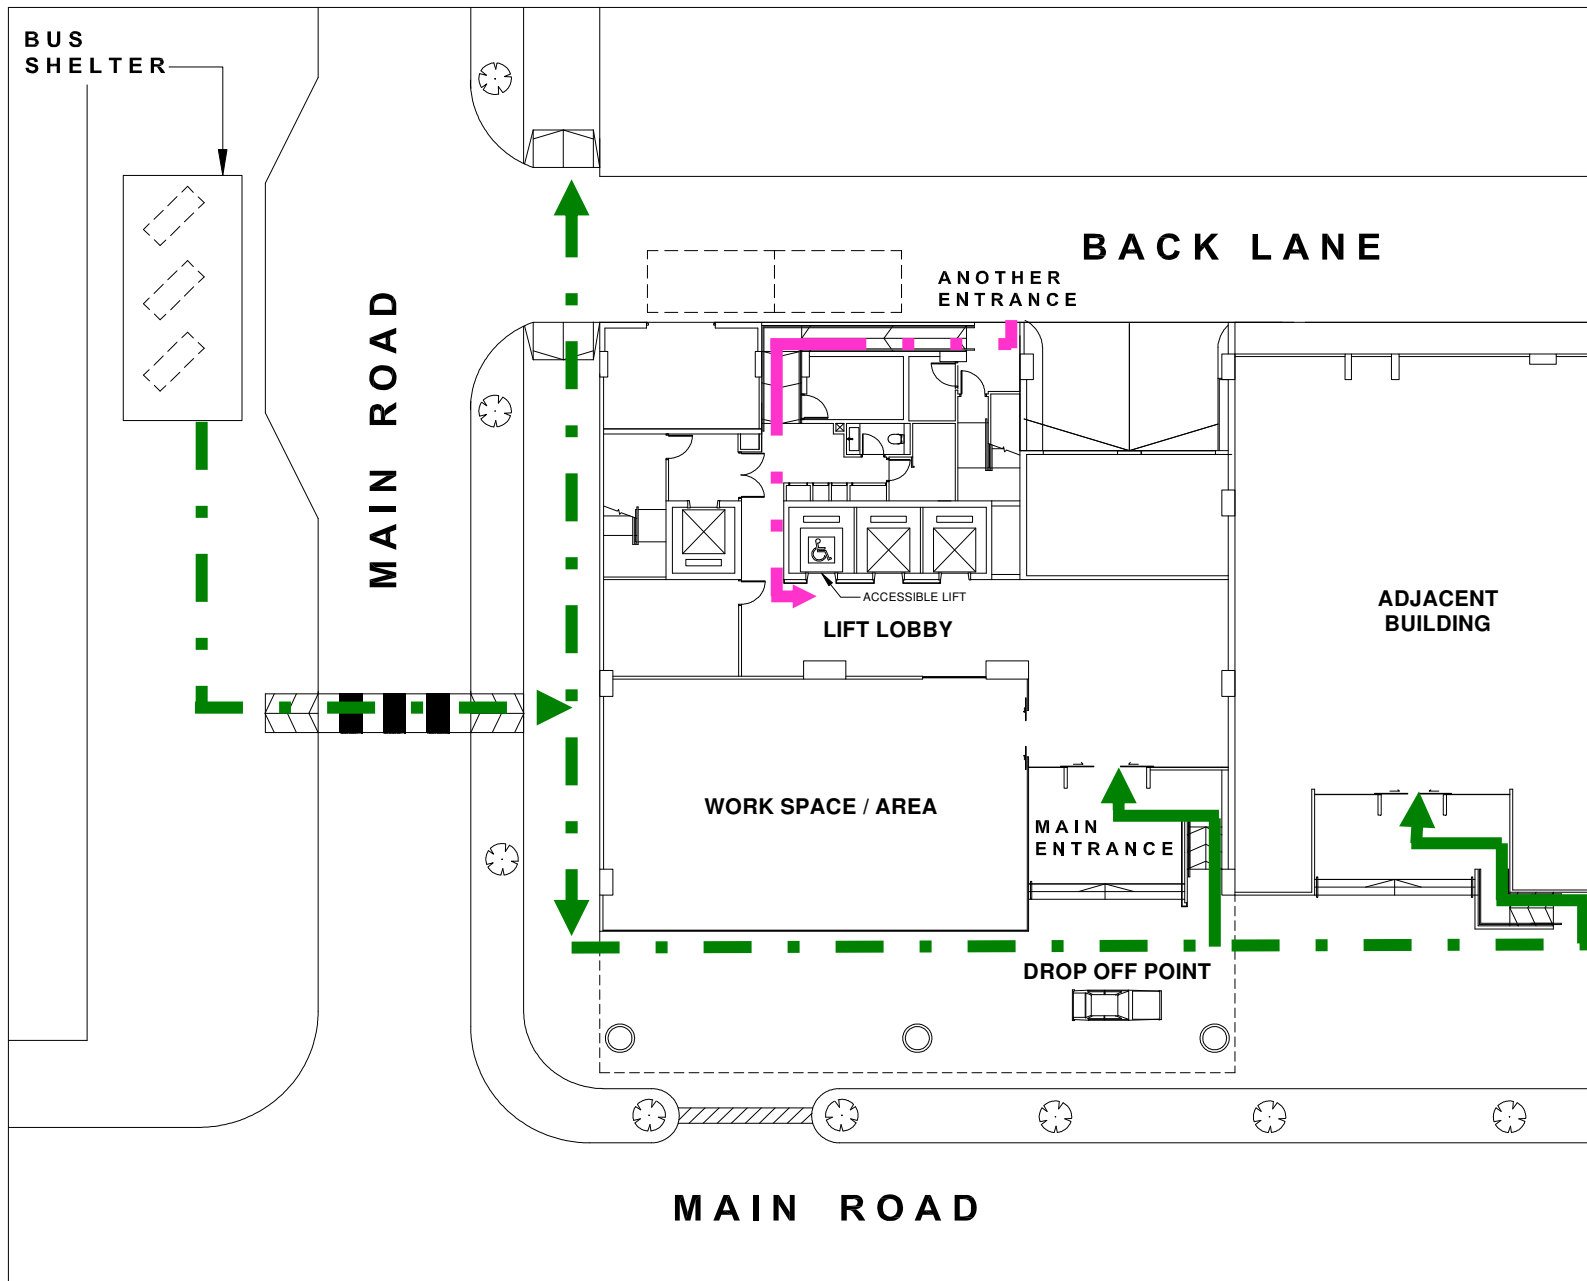 BUS
SHELTER
BACK LANE
ANOTHER
ENTRANCE
MAIN ROAD
ACCESSIBLE LIFT
LIFT LOBBY
ADJACENT
BUILDING
WORK SPACE / AREA
MAIN
ENTRANCE
DROP OFF POINT
MAIN ROAD